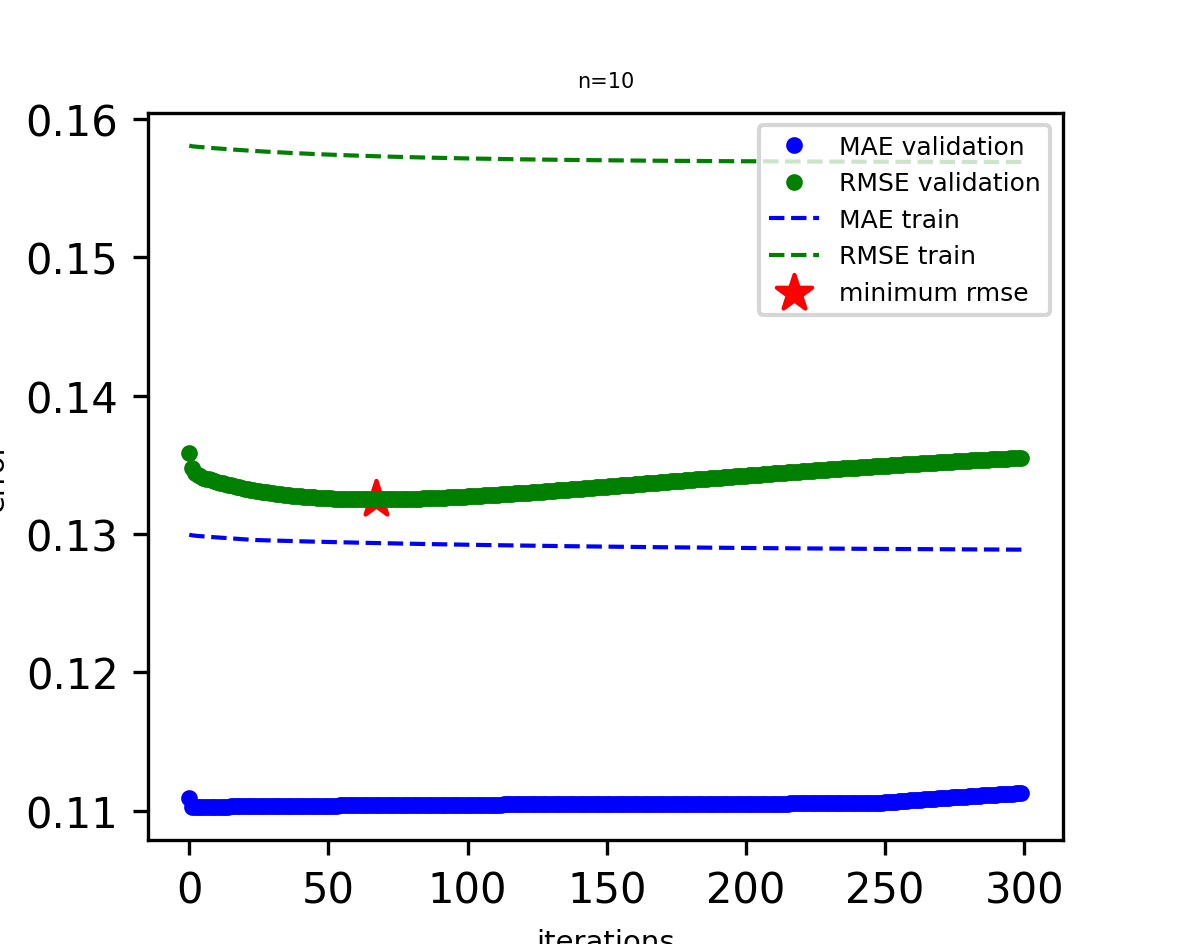 n=10
0.16
0.15
0.14
0.13
0.12
0.11
MAE validation
RMSE validation
MAE train
RMSE train
minimum rmse
0 50 100 150 200 250 300
iterations